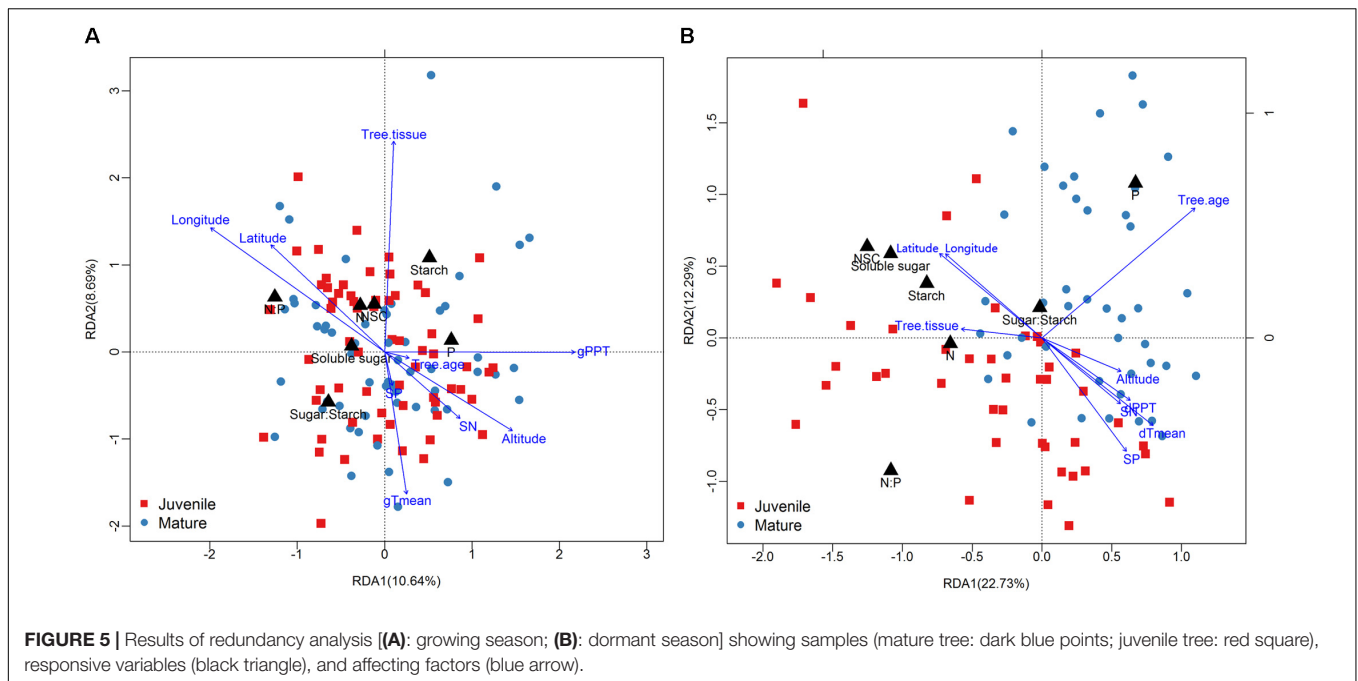 A
B
3
2
1
0
-1
-2
-2
-1
0
1
2
3
RDA1(10.64%)
RDA2(8.69%)
Tree.tissue
Longitude
Latitude
Starch
N:P
N
NSC
P
Soluble sugar
gPPT
Tree.age
SP
Sugar:Starch
SN
Altitude
gTmean
Juvenile
Mature
1.5
1.0
0.5
0.0
-0.5
-1.0
-2.0
-1.5
-1.0
-0.5
0.0
0.5
1.0
1
0
RDA1(22.73%)
RDA2(12.29%)
P
Tree.age
Latitude
Longitude
NSC
Soluble sugar
Starch
Sugar:Starch
Tree.tissue
N
Altitude
dPPT
SN
dTmean
SP
N:P
Juvenile
Mature
FIGURE 5 | Results of redundancy analysis [(A): growing season; (B): dormant season] showing samples (mature tree: dark blue points; juvenile tree: red square),
responsive variables (black triangle), and affecting factors (blue arrow).